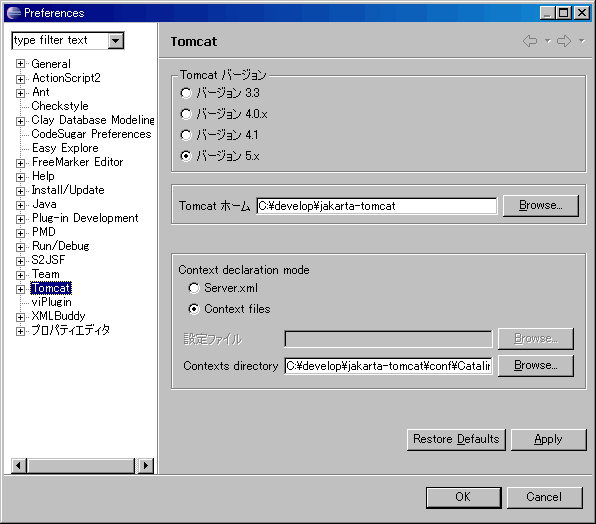 Preferences
type filter text
General
ActionScript2
Ant
Checkstyle
Clay Database Modeling
CodeSugar Preferences
Easy Explore
FreeMarker Editor
Help
Install/Update
Java
Plug-in Development
PMD
Run/Debug
S2JSF
Team
Tomcat
viPlugin
XMLBuddy
プロパティエディタ
Tomcat
Tomcat バージョン
バージョン 3.3
バージョン 4.0.x
バージョン 4.1
バージョン 5.x
Tomcat ホーム C:¥develop¥jakarta-tomcat Browse...
Context declaration mode
Server.xml
Context files
設定ファイル Browse...
Contexts directory C:¥develop¥jakarta-tomcat¥conf¥Catalin Browse...
Restore Defaults Apply
OK Cancel